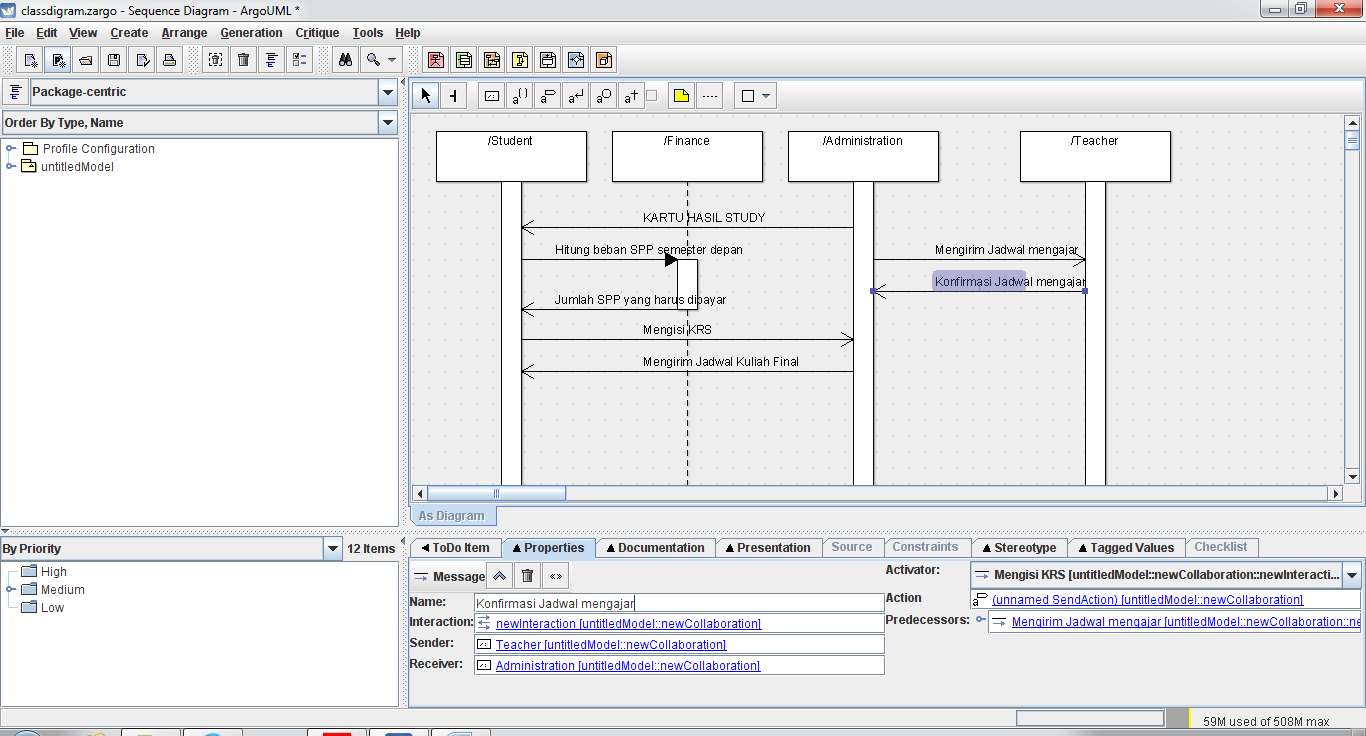 classdigram.zargo - Sequence Diagram - ArgoUML *
File Edit View Create Arrange Generation Critique Tools Help
Package-centric
Order By Type, Name
Profile Configuration
untitledModel
/Student /Finance /Administration /Teacher
KARTU HASIL STUDY
Hitung beban SPP semester depan
Mengirim Jadwal mengajar
Konfirmasi Jadwal mengajar
Jumlah SPP yang harus dibayar
Mengisi KRS
Mengirim Jadwal Kuliah Final
As Diagram
By Priority
12 Items
High
Medium
Low
ToDo Item Properties Documentation Presentation Source Constraints Stereotype Tagged Values Checklist
Message
Name: Konfirmasi Jadwal mengajar
Interaction: newInteraction [untitledModel::newCollaboration]
Sender: Teacher [untitledModel::newCollaboration]
Receiver: Administration [untitledModel::newCollaboration]
Activator: Mengisi KRS [untitledModel::newCollaboration::newInteracti...
Action (unnamed SendAction) [untitledModel::newCollaboration]
Predecessors: Mengirim Jadwal mengajar [untitledModel::newCollaboration::ne
59M used of 508M max